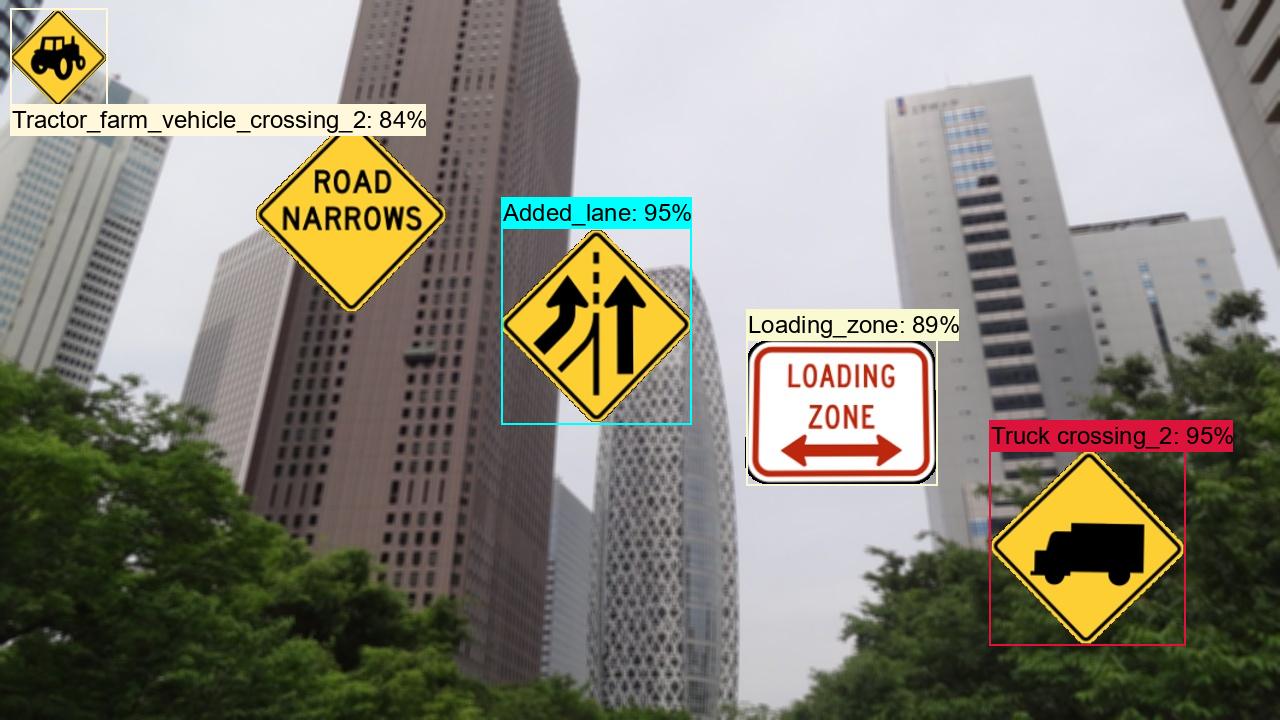 Tractor_farm_vehicle_crossing_2: 84%
ROAD
NARROWS
Added_lane: 95%
Loading_zone: 89%
LOADING
ZONE
Truck crossing_2: 95%